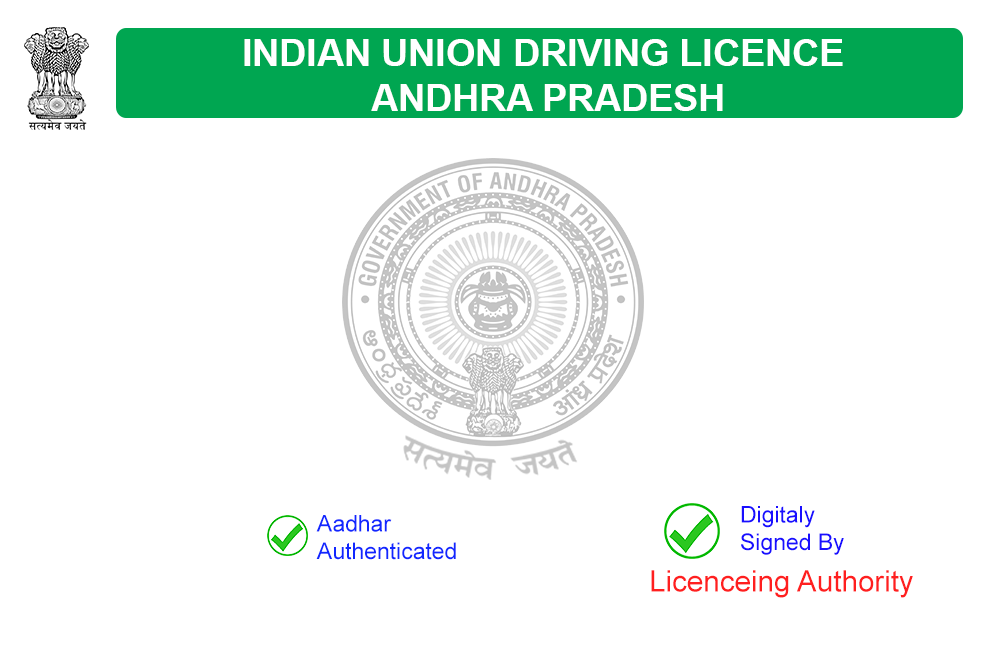 INDIAN UNION DRIVING LICENCE
ANDHRA PRADESH
सत्यमेव जयते
GOVERNMENT OF ANDHRA PRADESH
ఆంధ్రప్రదేశ్
आंध्र प्रदेश
सत्यमेव जयते
Aadhar
Authenticated
Digitaly
Signed By
Licenceing Authority